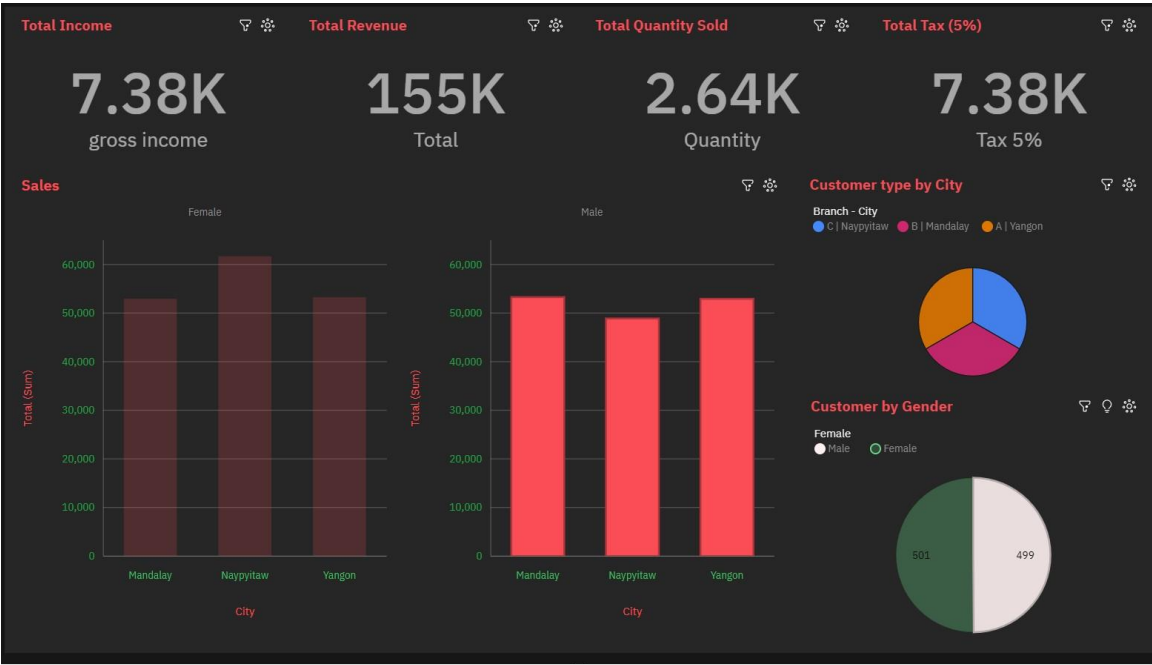 Total Income
Total Revenue
Total Quantity Sold
Total Tax (5%)
7.38K
gross income
155K
Total
2.64K
Quantity
7.38K
Tax 5%
Sales
Female
Total (Sum)
60,000
50,000
40,000
30,000
20,000
10,000
0
Mandalay
Naypyitaw
Yangon
City
Male
Total (Sum)
60,000
50,000
40,000
30,000
20,000
10,000
0
Mandalay
Naypyitaw
Yangon
City
Customer type by City
Branch - City
C | Naypyitaw
B | Mandalay
A | Yangon
Customer by Gender
Female
Male
Female
501
499